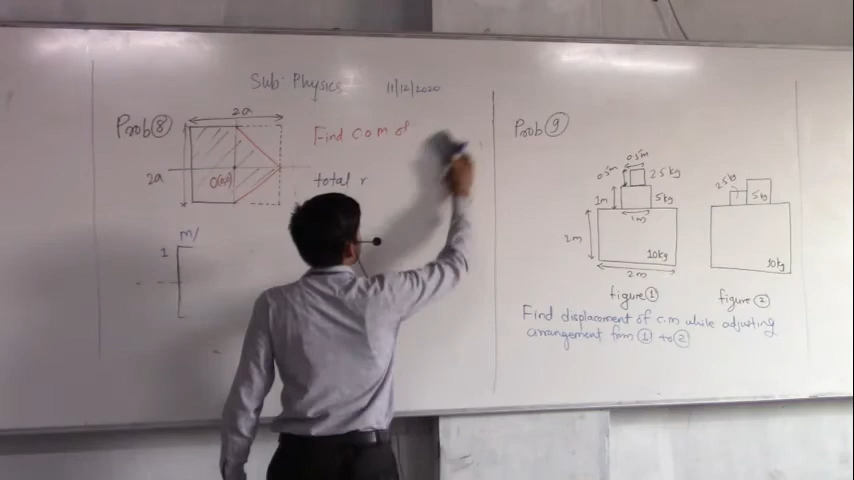 Sub: Physics
11/12/2020
Prob 8
2a
2a
O(0,0)
Find C O M of
total
m/
1
Prob 9
0.5m
0.5m
2.5kg
1m
5kg
1m
2m
10kg
2m
figure 1
2.5kg
5kg
10kg
figure 2
Find displacement of c.m while adjusting
arrangement from 1 to 2